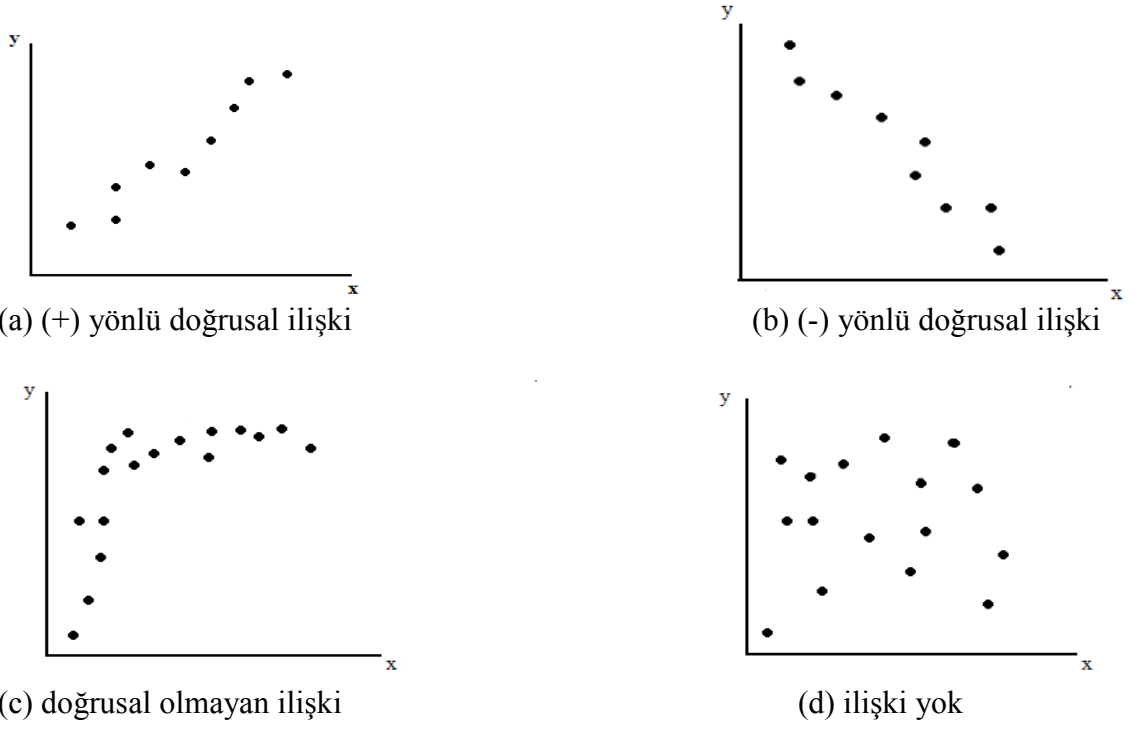 y
y
x
x
(a) (+) yönlü doğrusal ilişki
(b) (-) yönlü doğrusal ilişki
y
y
x
x
(c) doğrusal olmayan ilişki
(d) ilişki yok